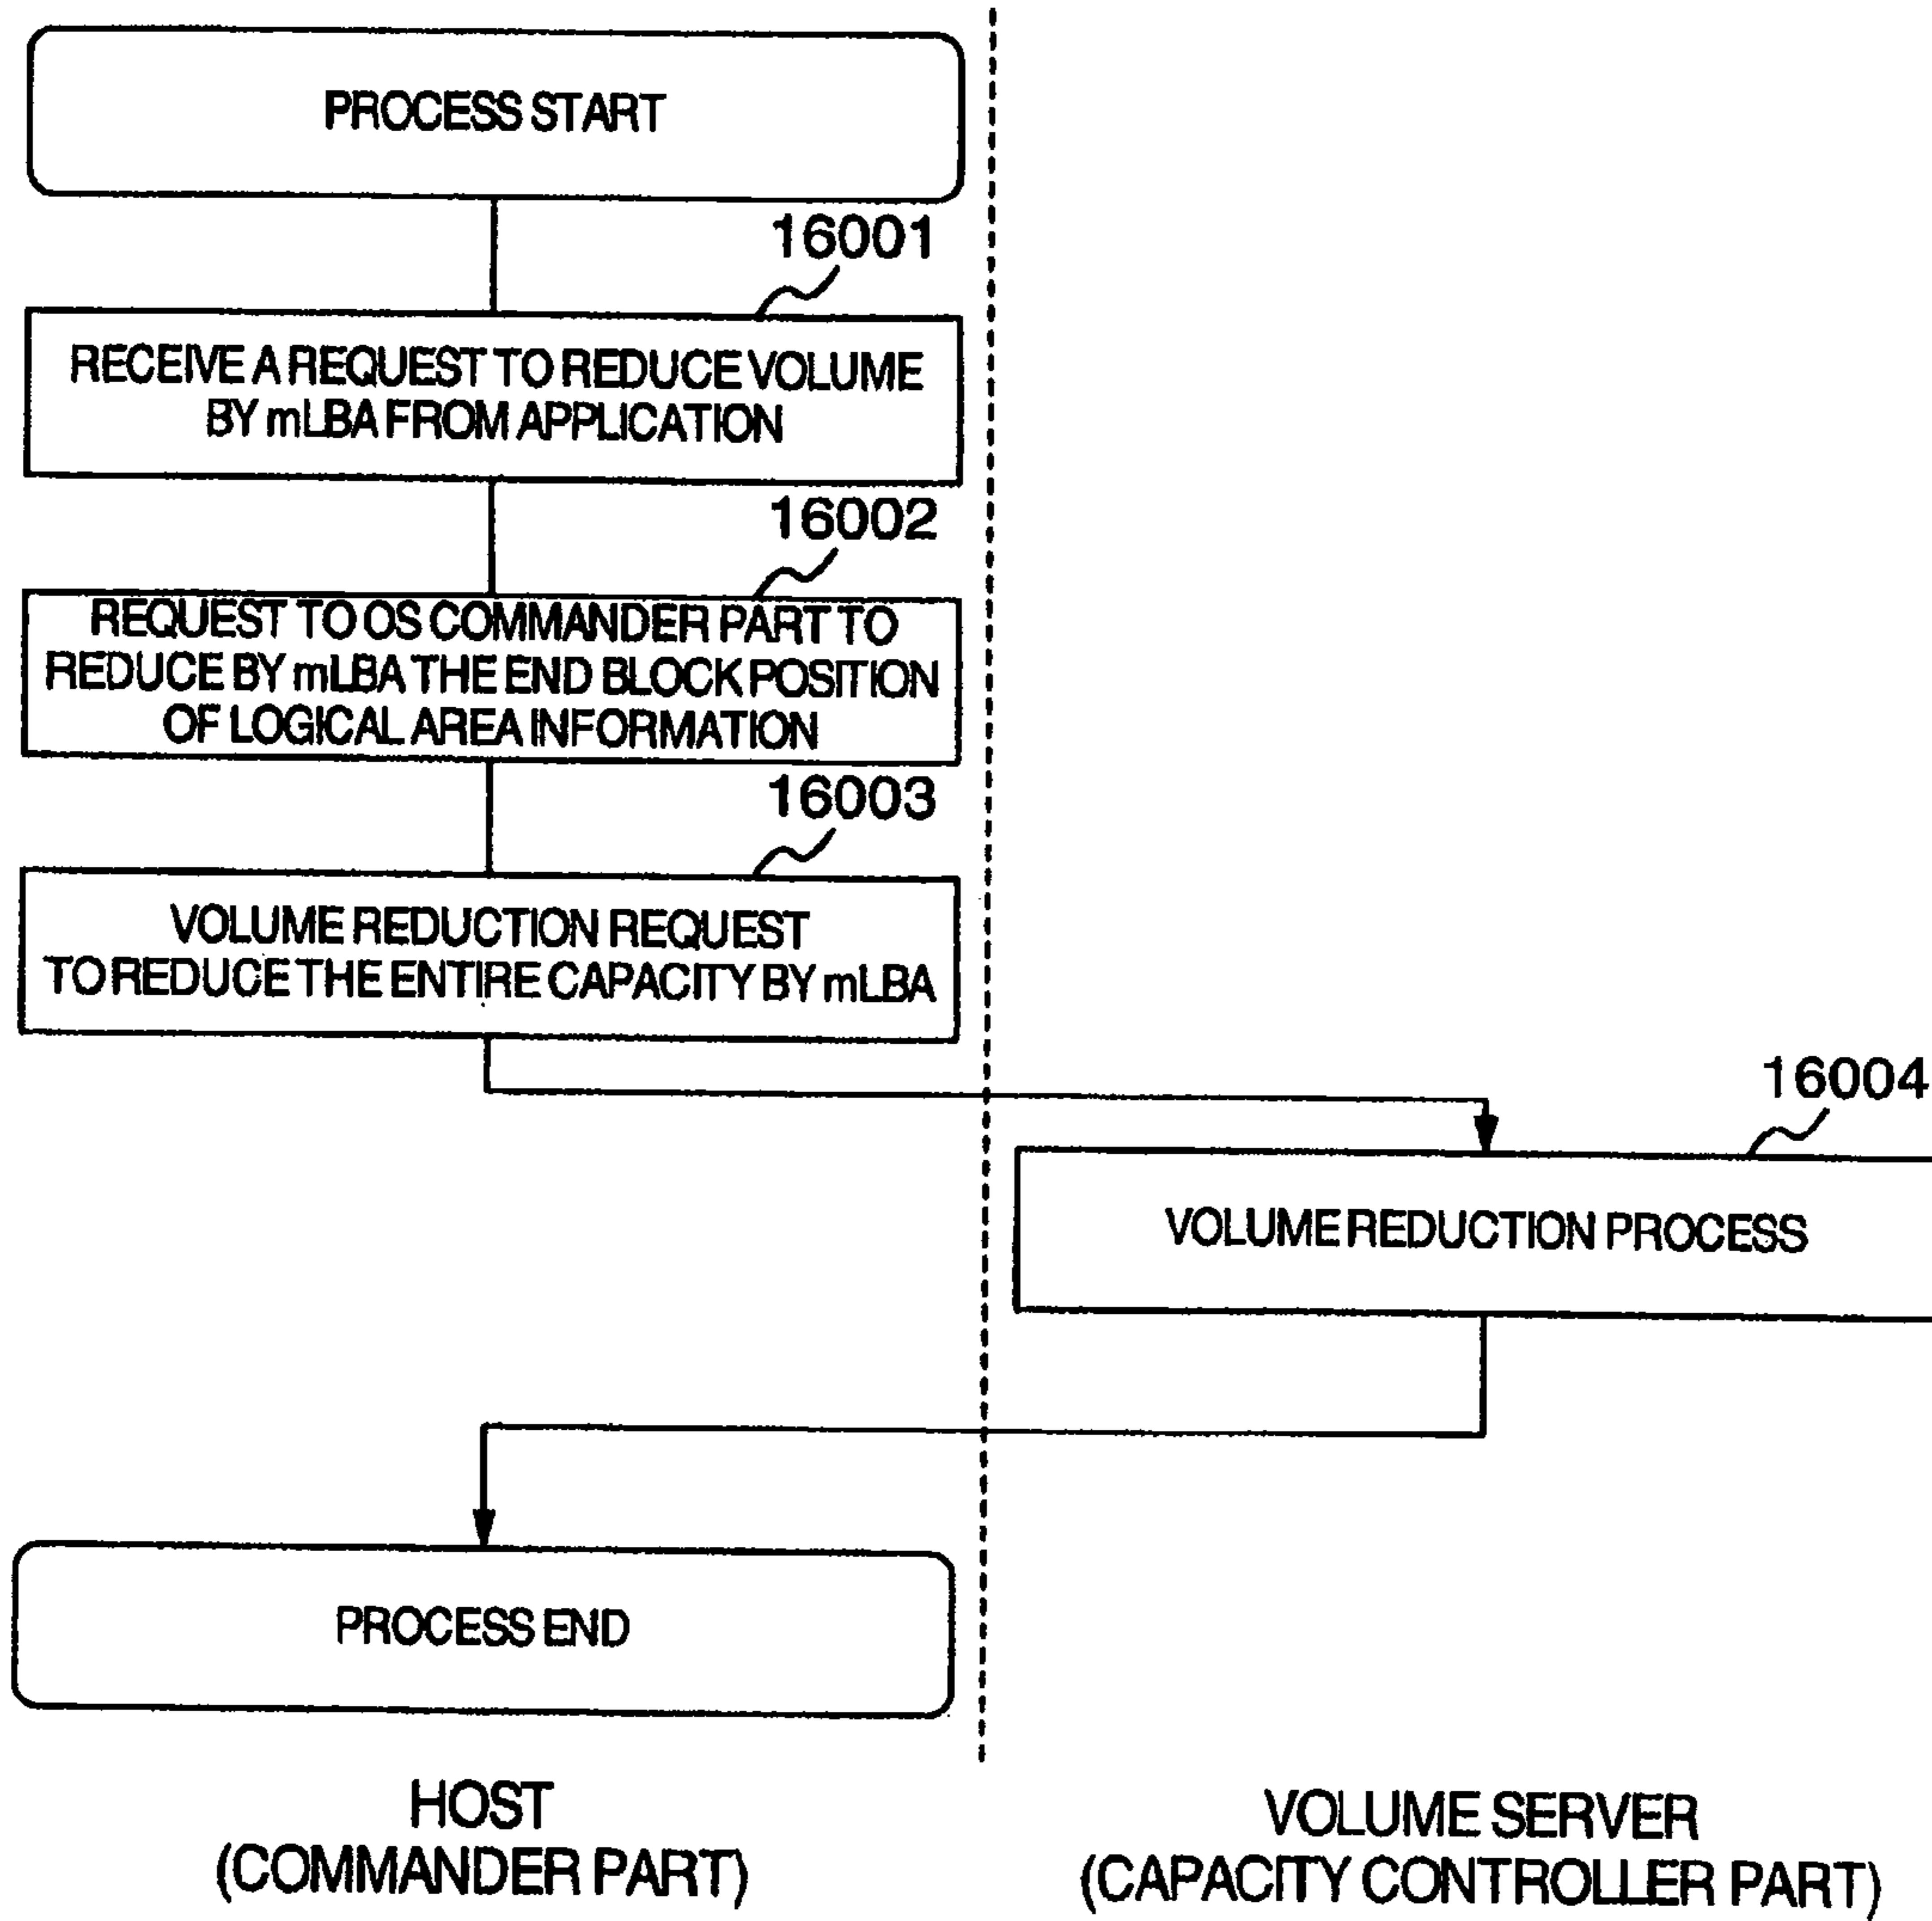 PROCESS START
16001
RECEIVE A REQUEST TO REDUCE VOLUME
BY mLBA FROM APPLICATION
16002
REQUEST TO OS COMMANDER PART TO
REDUCE BY mLBA THE END BLOCK POSITION
OF LOGICAL AREA INFORMATION
16003
VOLUME REDUCTION REQUEST
TO REDUCE THE ENTIRE CAPACITY BY mLBA
16004
VOLUME REDUCTION PROCESS
PROCESS END
HOST
(COMMANDER PART)
VOLUME SERVER
(CAPACITY CONTROLLER PART)